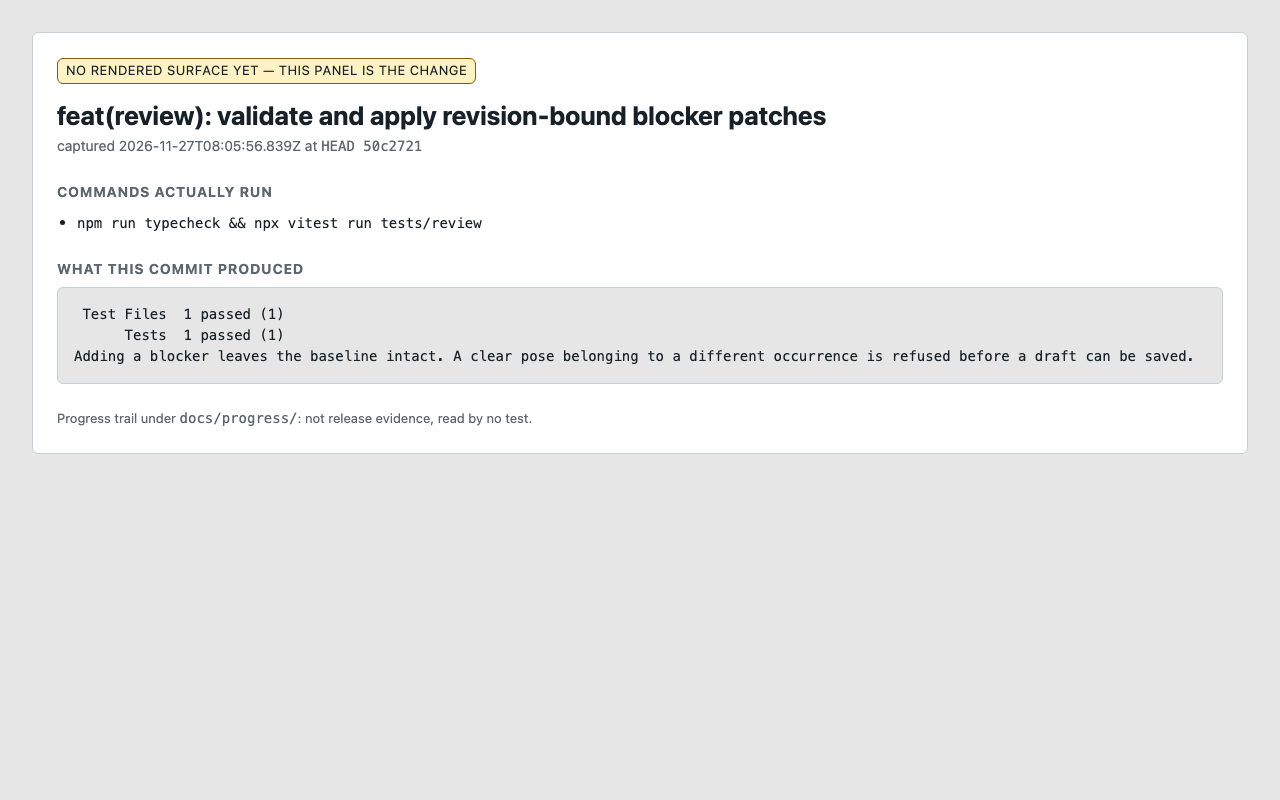 NO RENDERED SURFACE YET — THIS PANEL IS THE CHANGE
feat(review): validate and apply revision-bound blocker patches
captured 2026-11-27T08:05:56.839Z at HEAD 50c2721
COMMANDS ACTUALLY RUN
• npm run typecheck && npx vitest run tests/review
WHAT THIS COMMIT PRODUCED
Test Files  1 passed (1)
Tests  1 passed (1)
Adding a blocker leaves the baseline intact. A clear pose belonging to a different occurrence is refused before a draft can be saved.
Progress trail under docs/progress/: not release evidence, read by no test.